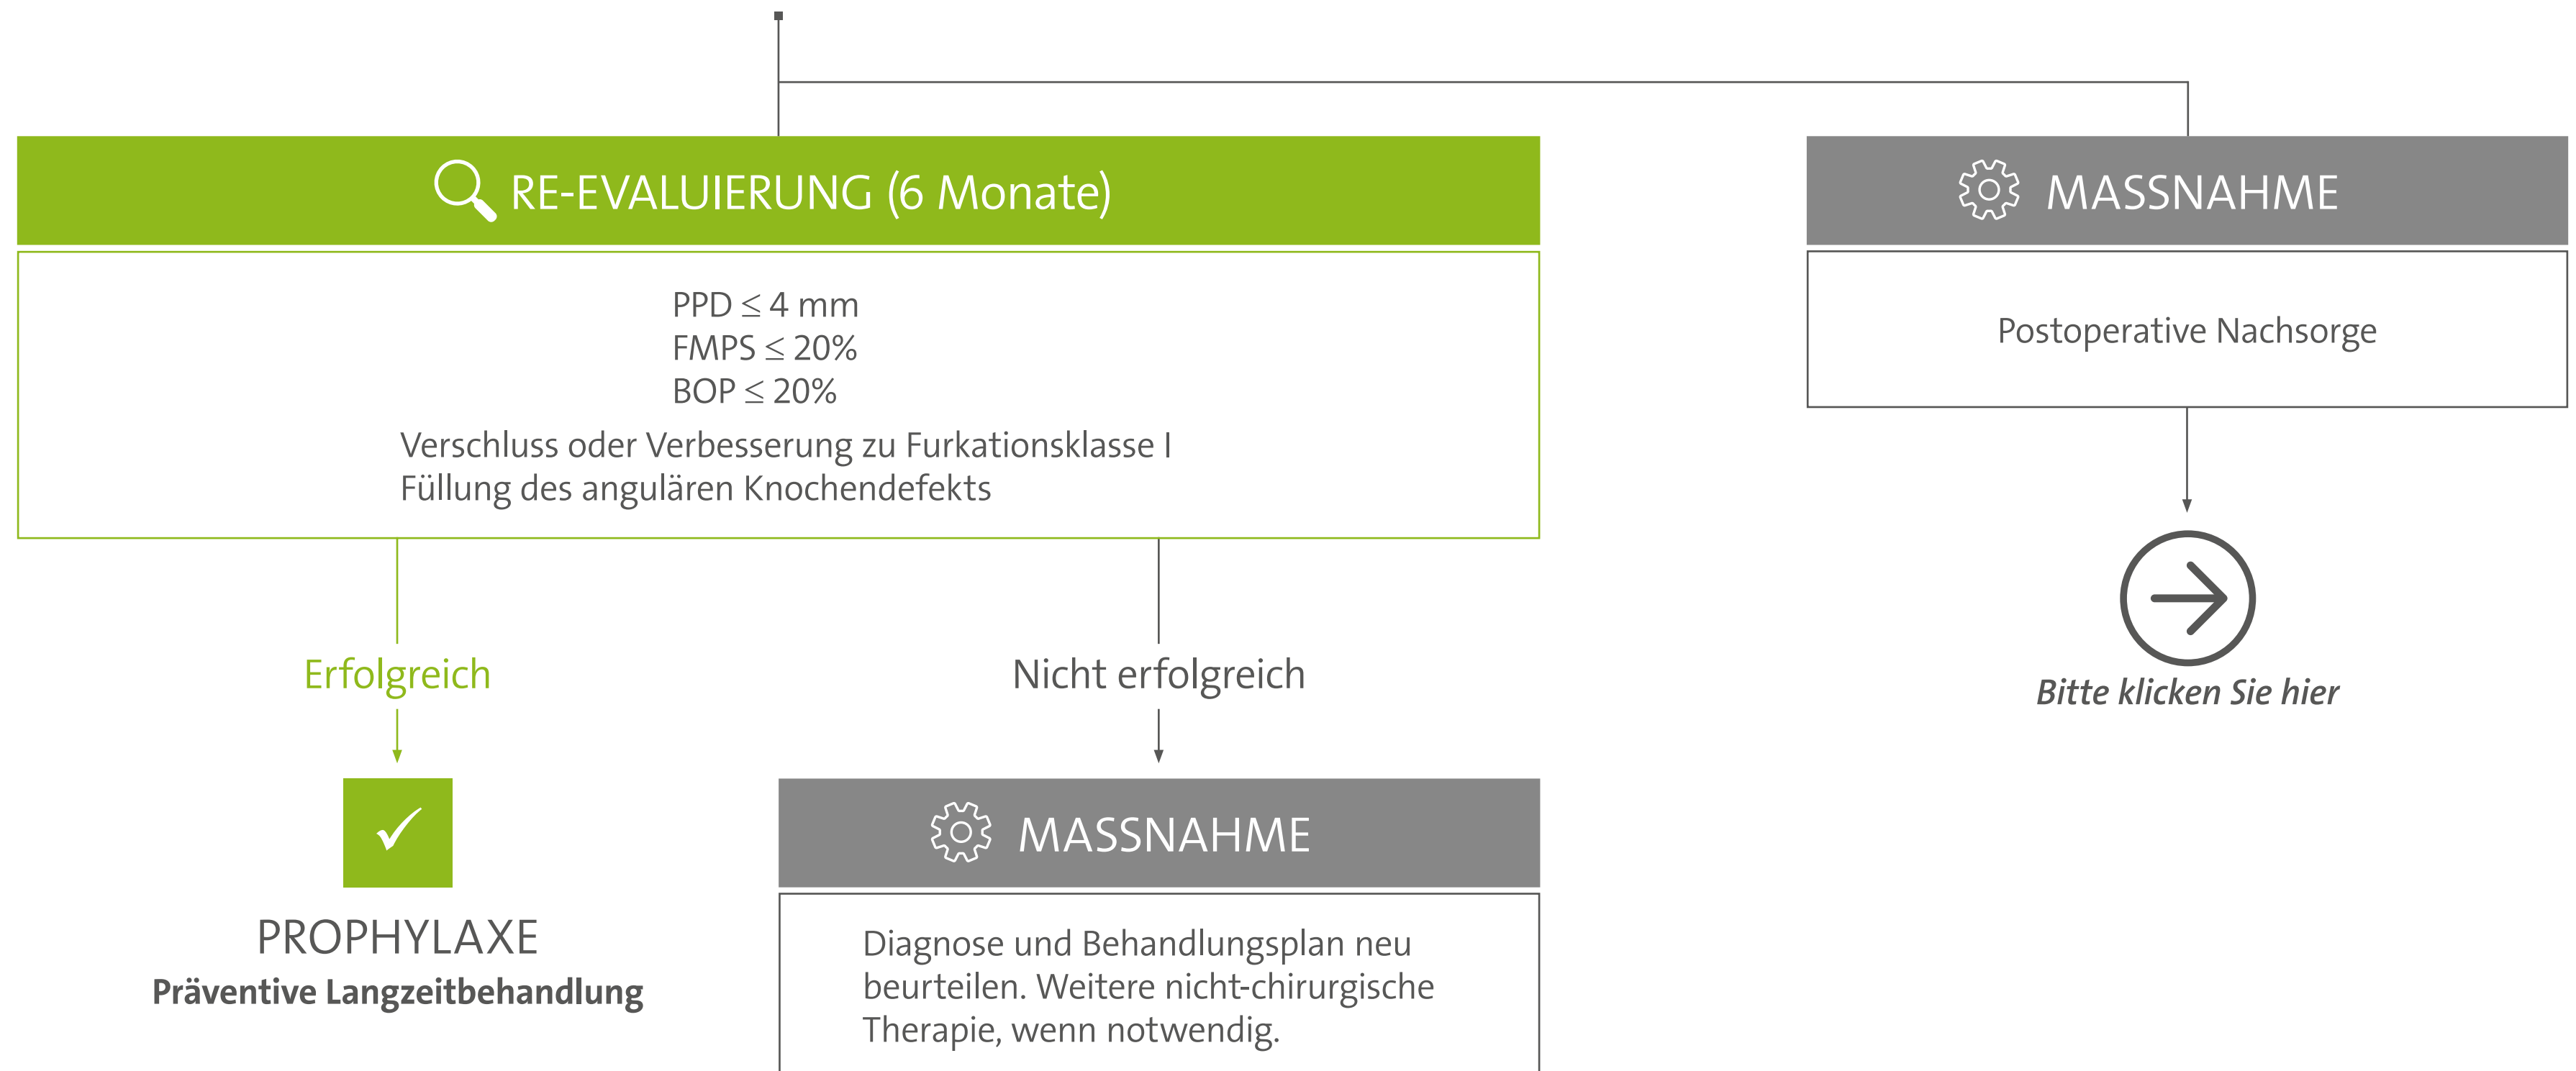 RE-EVALUIERUNG (6 Monate)
PPD ≤ 4 mm
FMPS ≤ 20%
BOP ≤ 20%
Verschluss oder Verbesserung zu Furkationsklasse I
Füllung des angulären Knochendefekts
MASSNAHME
Postoperative Nachsorge
Bitte klicken Sie hier
Erfolgreich
Nicht erfolgreich
PROPHYLAXE
Präventive Langzeitbehandlung
MASSNAHME
Diagnose und Behandlungsplan neu
beurteilen. Weitere nicht-chirurgische
Therapie, wenn notwendig.